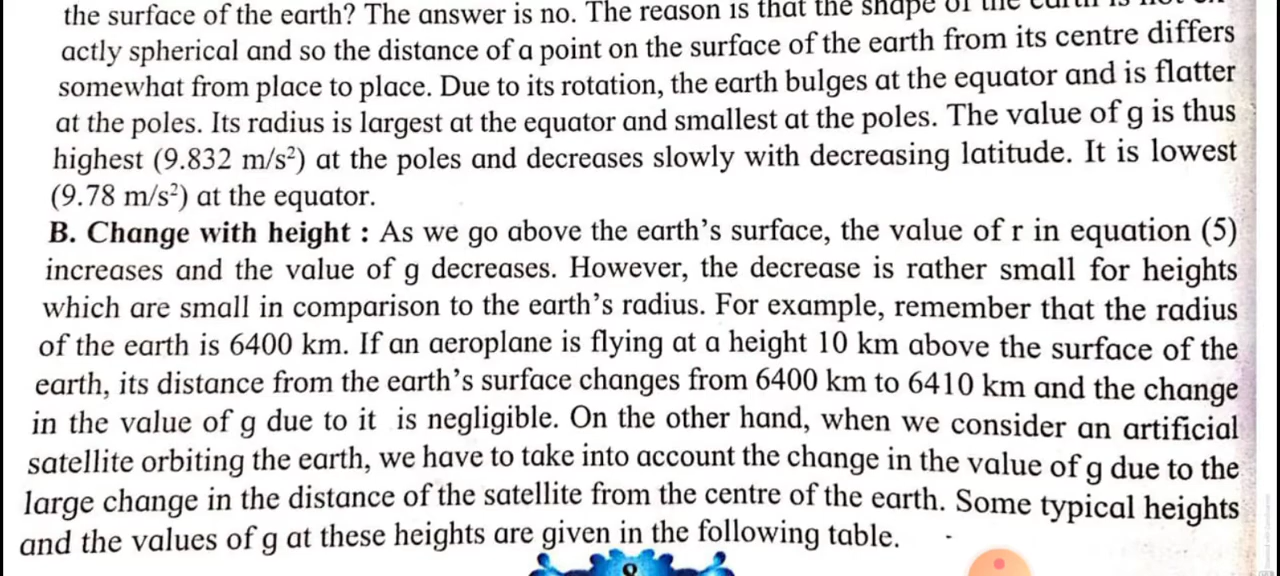 the surface of the earth? The answer is no. The reason is that the shape of the earth is not ex-
actly spherical and so the distance of a point on the surface of the earth from its centre differs
somewhat from place to place. Due to its rotation, the earth bulges at the equator and is flatter
at the poles. Its radius is largest at the equator and smallest at the poles. The value of g is thus
highest (9.832 m/s²) at the poles and decreases slowly with decreasing latitude. It is lowest
(9.78 m/s²) at the equator.
B. Change with height : As we go above the earth's surface, the value of r in equation (5)
increases and the value of g decreases. However, the decrease is rather small for heights
which are small in comparison to the earth's radius. For example, remember that the radius
of the earth is 6400 km. If an aeroplane is flying at a height 10 km above the surface of the
earth, its distance from the earth's surface changes from 6400 km to 6410 km and the change
in the value of g due to it is negligible. On the other hand, when we consider an artificial
satellite orbiting the earth, we have to take into account the change in the value of g due to the
large change in the distance of the satellite from the centre of the earth. Some typical heights
and the values of g at these heights are given in the following table.